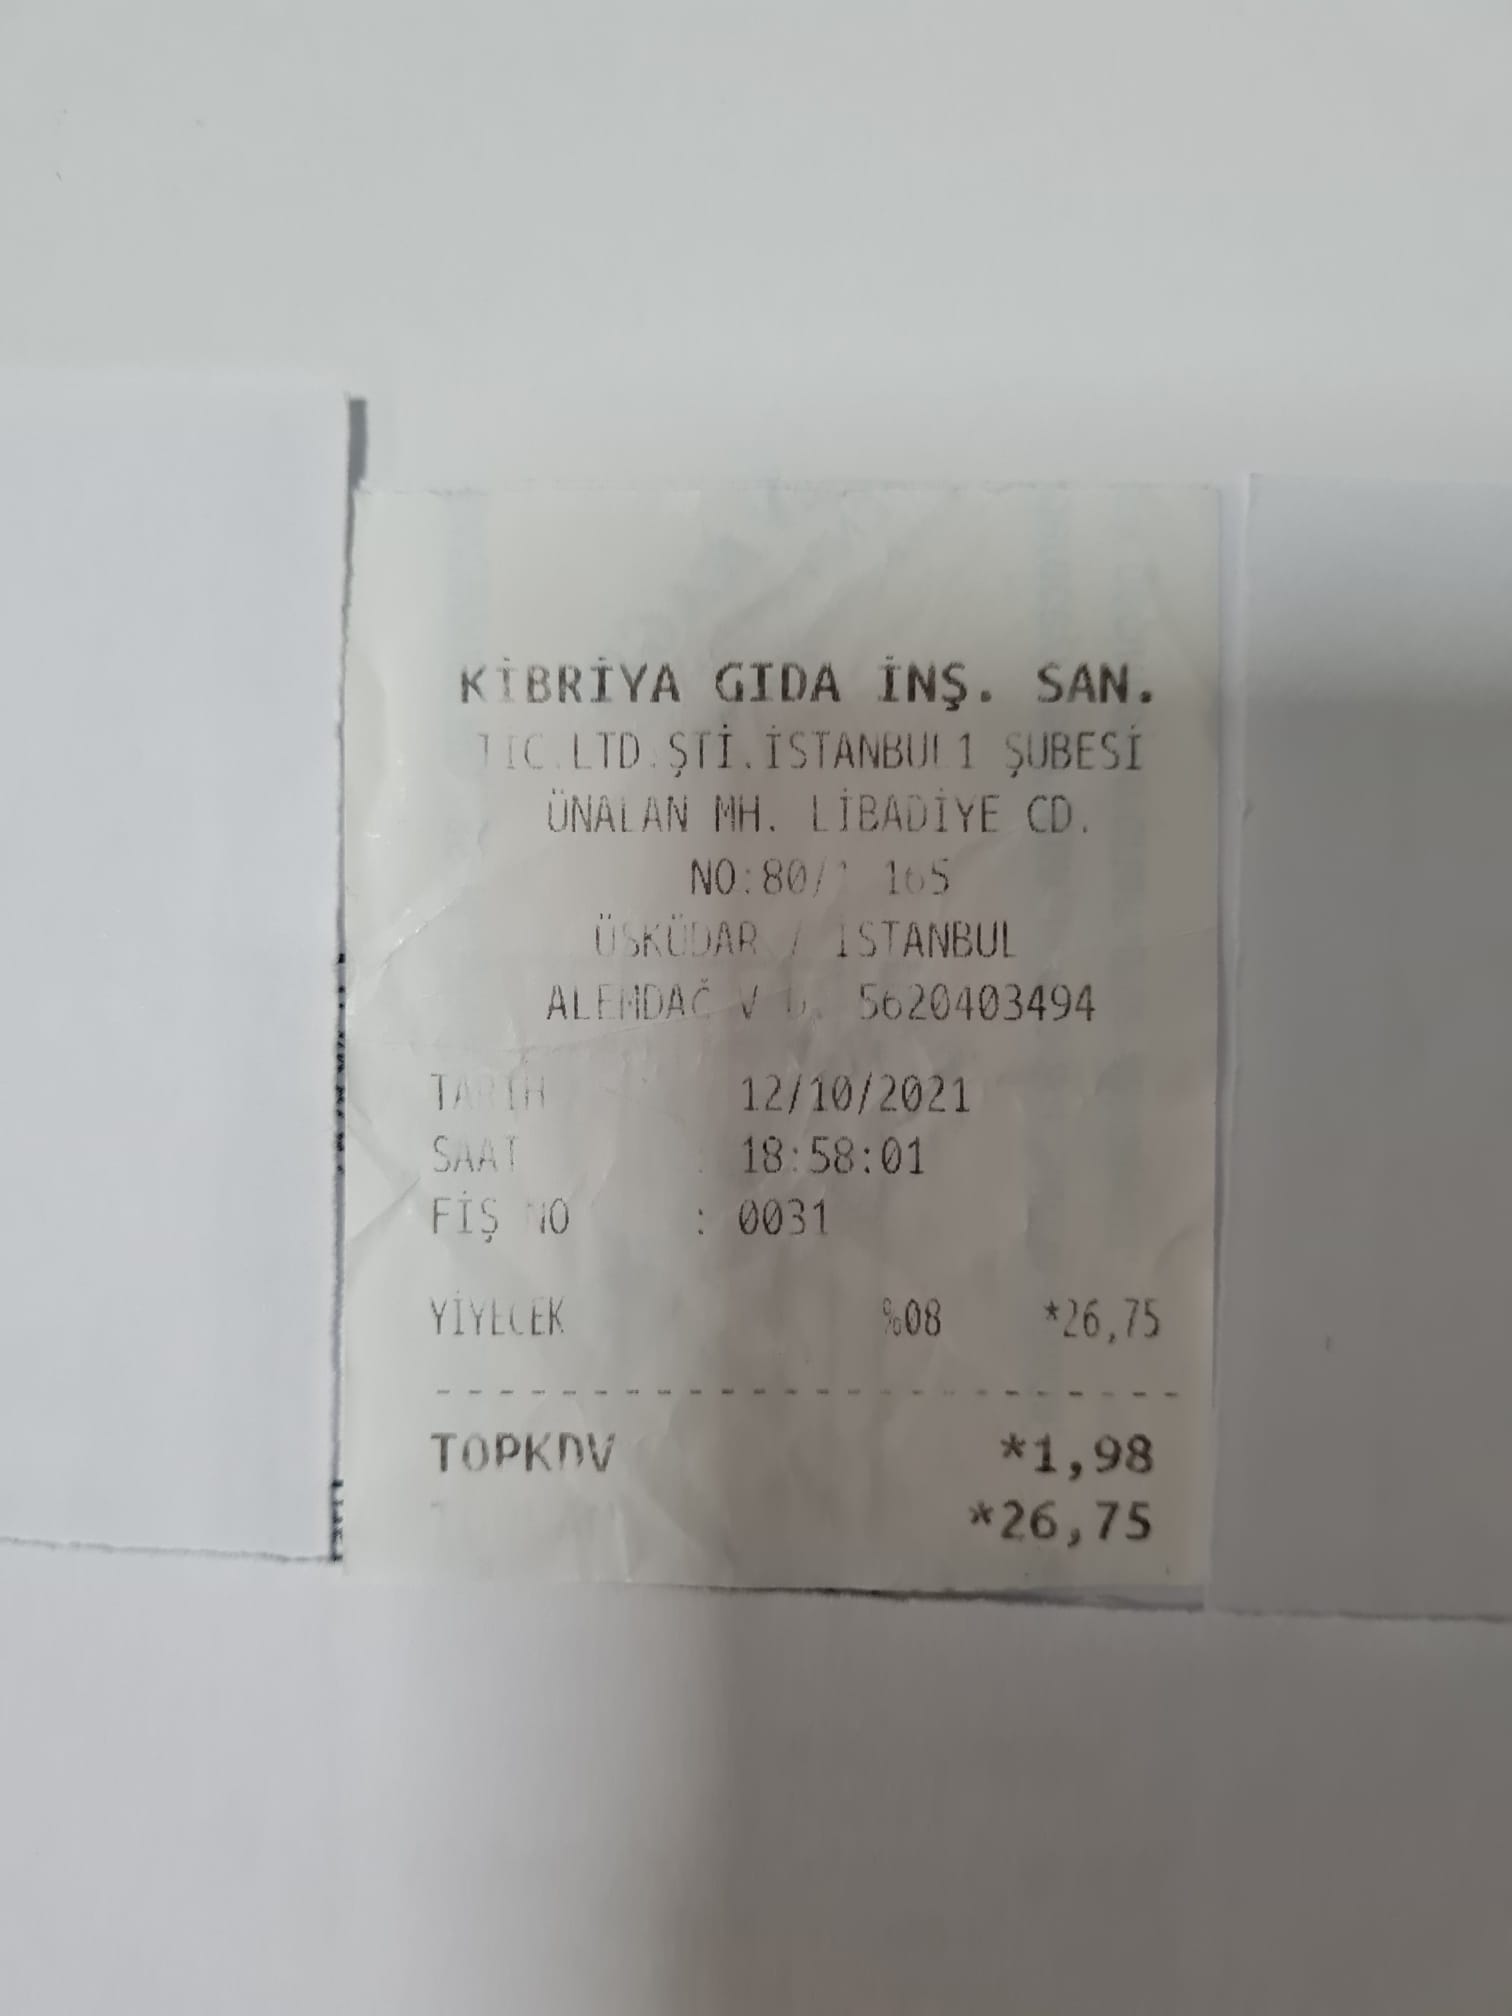 KİBRİYA GIDA İNŞ. SAN.
TİC.LTD.ŞTİ.İSTANBUL1 ŞUBESİ
ÜNALAN MH. LİBADİYE CD.
NO:80/1 165
ÜSKÜDAR / İSTANBUL
ALEMDAĞ V.D. 5620403494
TARİH 12/10/2021
SAAT : 18:58:01
FİŞ NO : 0031
YİYECEK %08 *26,75
TOPKDV *1,98
*26,75